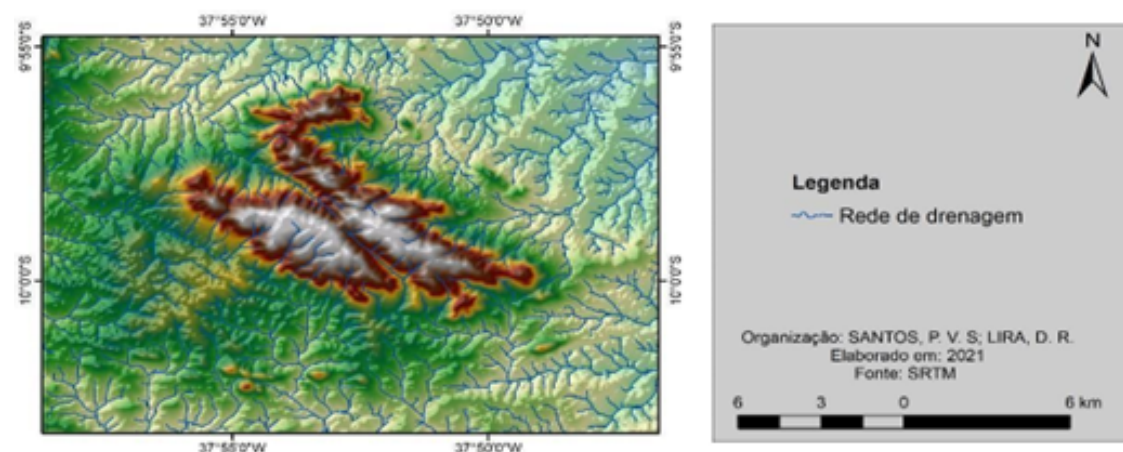 37°55'0"W 37°50'0"W
9°55'0"S 9°55'0"S
10°0'0"S 10°0'0"S
37°55'0"W 37°50'0"W
N
Legenda
Rede de drenagem
Organização: SANTOS, P. V. S; LIRA, D. R.
Elaborado em: 2021
Fonte: SRTM
6 3 0 6 km